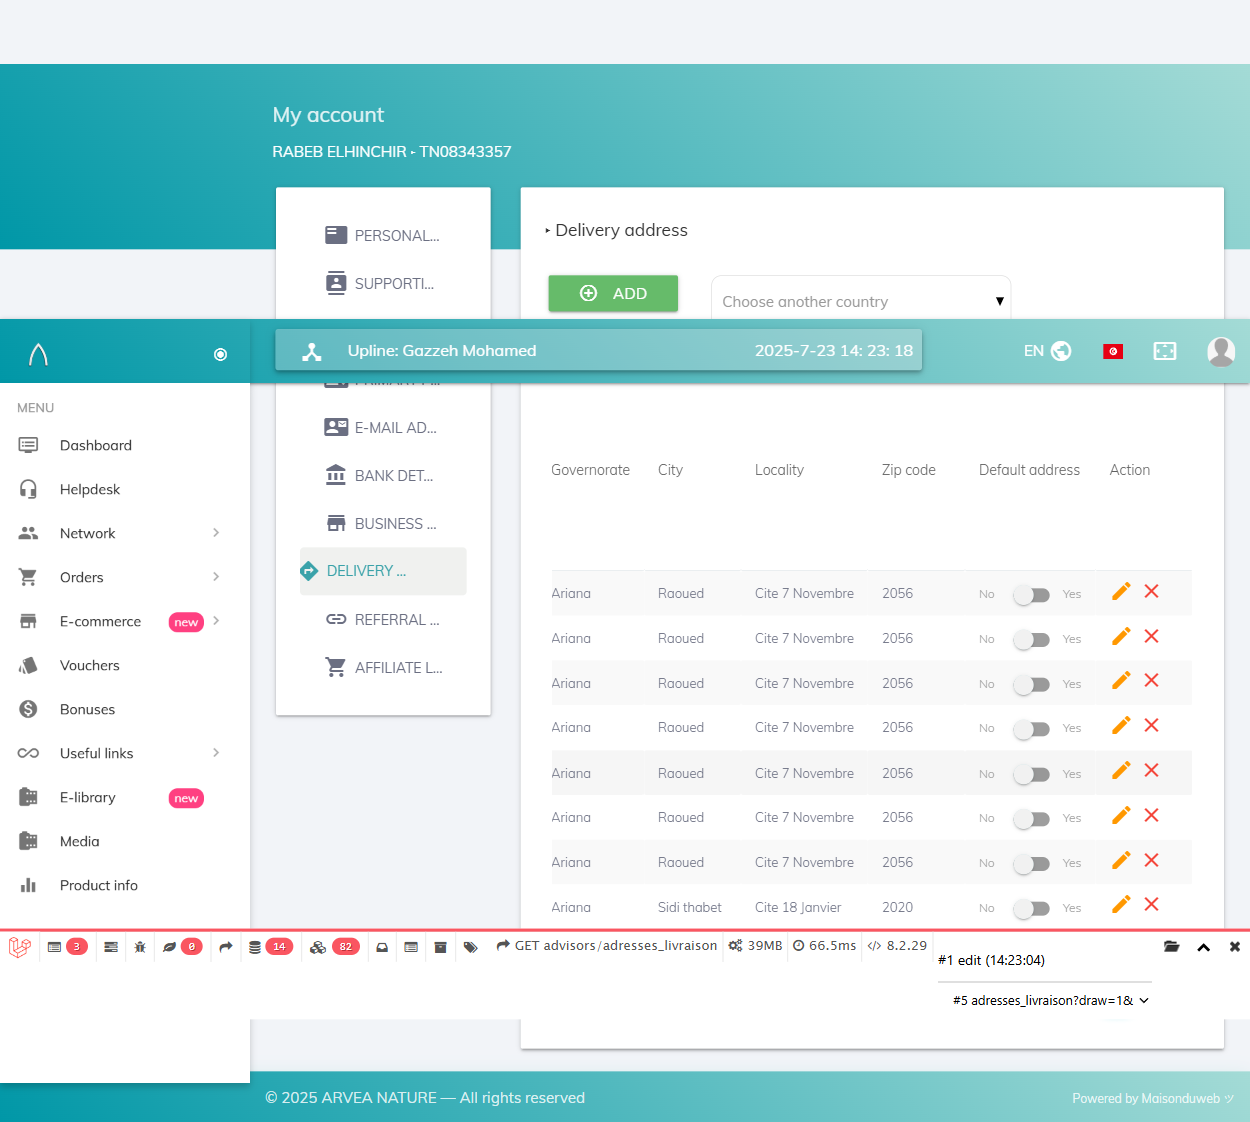 My account
RABEB ELHINCHIR - TN08343357
PERSONAL...
SUPPORTI...
Delivery address
ADD
Choose another country
Upline: Gazzeh Mohamed
2025-7-23 14: 23: 18
EN
MENU
Dashboard
Helpdesk
Network
Orders
E-commerce new
Vouchers
Bonuses
Useful links
E-library new
Media
Product info
E-MAIL AD...
BANK DET...
BUSINESS ...
DELIVERY ...
REFERRAL ...
AFFILIATE L...
Governorate City Locality Zip code Default address Action
Ariana Raoued Cite 7 Novembre 2056 No Yes
Ariana Raoued Cite 7 Novembre 2056 No Yes
Ariana Raoued Cite 7 Novembre 2056 No Yes
Ariana Raoued Cite 7 Novembre 2056 No Yes
Ariana Raoued Cite 7 Novembre 2056 No Yes
Ariana Raoued Cite 7 Novembre 2056 No Yes
Ariana Raoued Cite 7 Novembre 2056 No Yes
Ariana Sidi thabet Cite 18 Janvier 2020 No Yes
3 0 14 82 GET advisors/adresses_livraison 39MB 66.5ms 8.2.29
#1 edit (14:23:04)
#5 adresses_livraison?draw=1&
© 2025 ARVEA NATURE — All rights reserved
Powered by Maisonduweb ツ